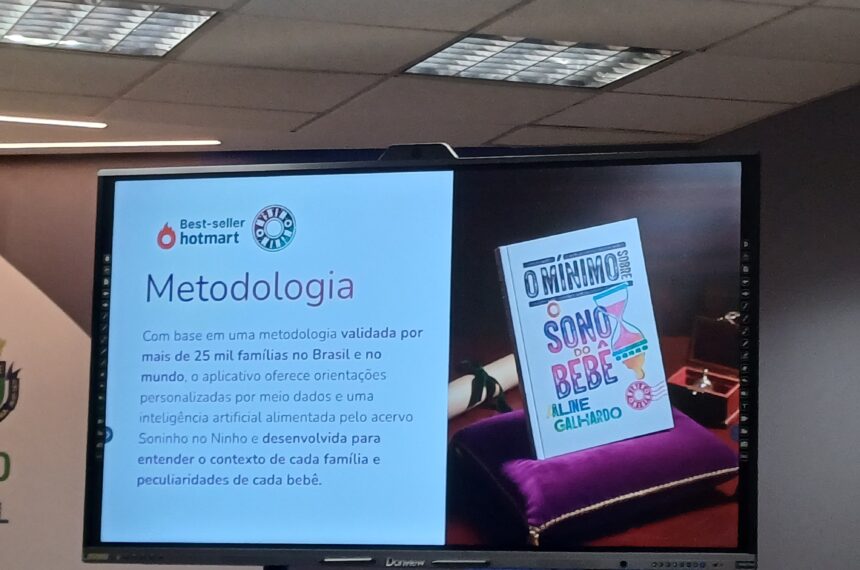 Best-seller
hotmart
MÍNIMO
Metodologia
Com base em uma metodologia validada por
mais de 25 mil famílias no Brasil e no
mundo, o aplicativo oferece orientações
personalizadas por meio dados e uma
inteligência artificial alimentada pelo acervo
Soninho no Ninho e desenvolvida para
entender o contexto de cada família e
peculiaridades de cada bebê.
O MÍNIMO
SOBRE
O
SONO
DO
BEBÊ
ALINE
GALHARDO